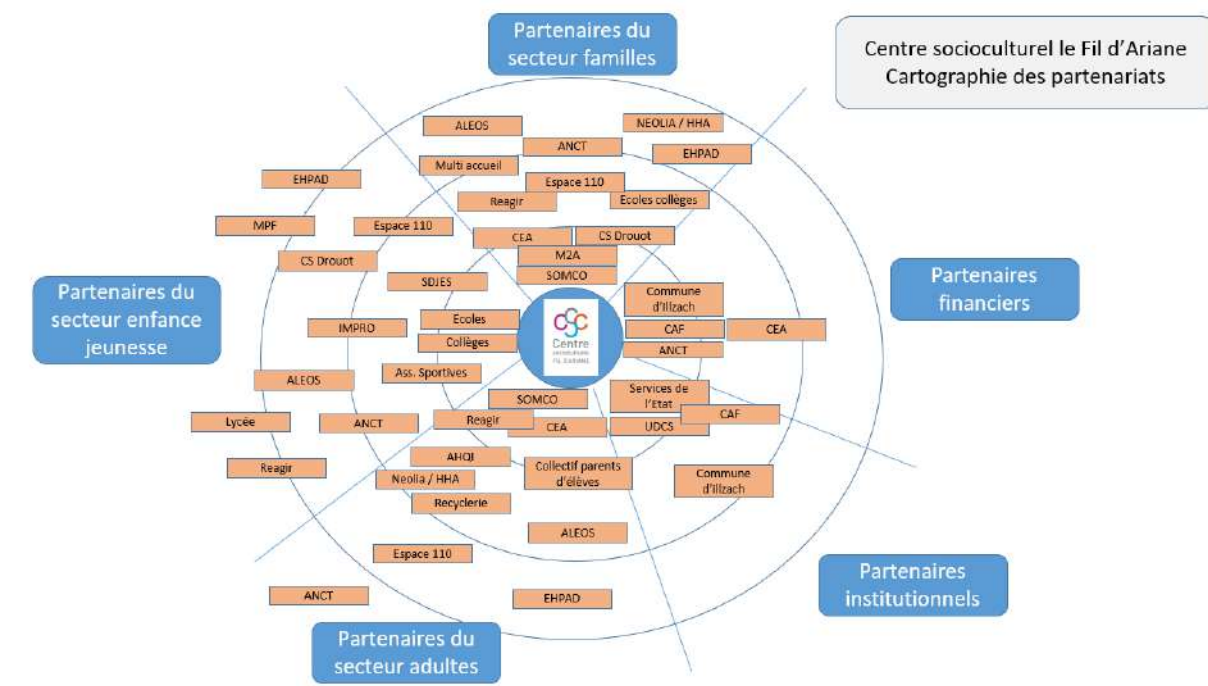 Partenaires du
secteur familles
Centre socioculturel le Fil d'Ariane
Cartographie des partenariats
ALEOS
NEOLIA / HHA
ANCT
EHPAD
Multi accueil
EHPAD
Espace 110
Reagir
Ecoles collèges
MPF
Espace 110
CEA
CS Drouot
M2A
SOMCO
CS Drouot
SDJES
Partenaires du
secteur enfance
jeunesse
Partenaires
financiers
Commune
d'Illzach
CAF
CEA
ANCT
IMPRO
Ecoles
Collèges
Centre
SOCIOCULTUREL
FIL D'ARIANE
Ass. Sportives
ALEOS
Services de
l'Etat
CAF
UDCS
SOMCO
Reagir
CEA
Lycée
ANCT
Reagir
AHQI
Neolia / HHA
Recyclerie
Collectif parents
d'élèves
Commune
d'Illzach
ALEOS
Espace 110
ANCT
EHPAD
Partenaires
institutionnels
Partenaires du
secteur adultes